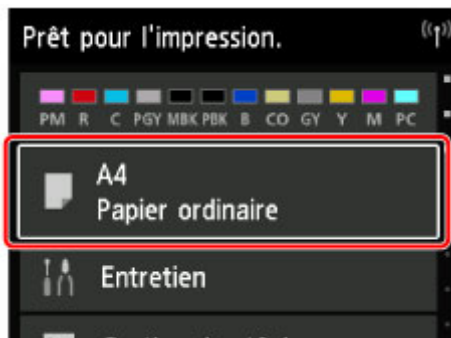 Prêt pour l'impression.
PM R C PGY MBK PBK B CO GY Y M PC
A4
Papier ordinaire
Entretien